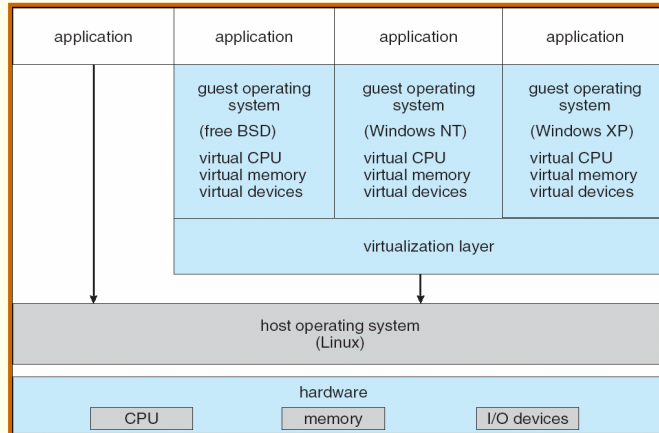 application
application
application
application
guest operating
system
(free BSD)
virtual CPU
virtual memory
virtual devices
guest operating
system
(Windows NT)
virtual CPU
virtual memory
virtual devices
guest operating
system
(Windows XP)
virtual CPU
virtual memory
virtual devices
virtualization layer
host operating system
(Linux)
hardware
CPU
memory
I/O devices